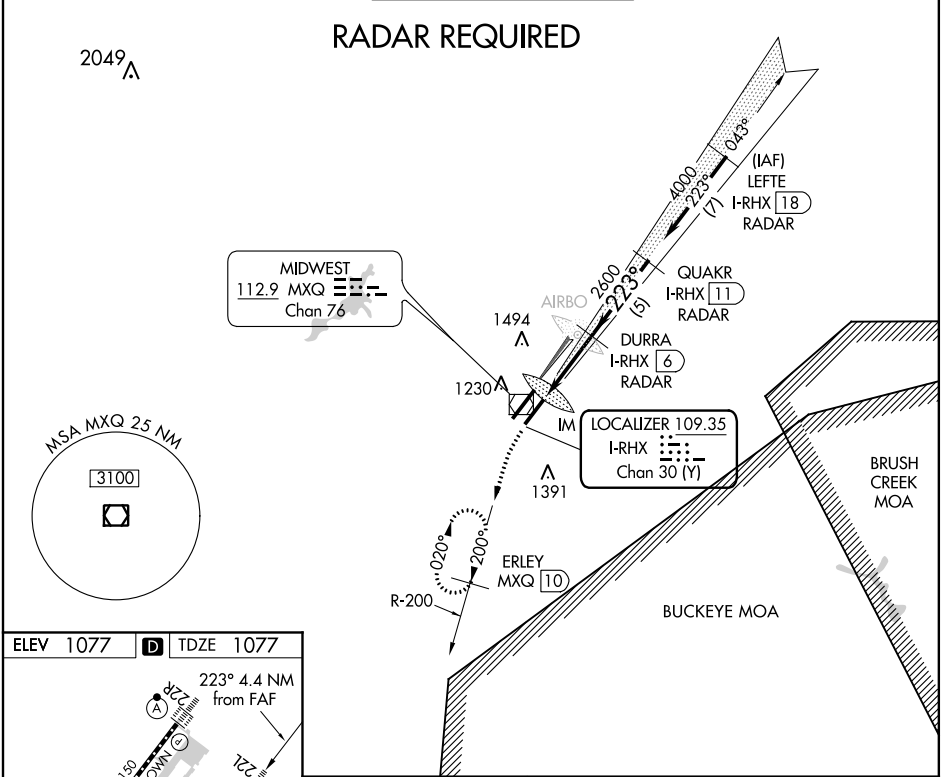 RADAR REQUIRED
2049
043°
(IAF)
LEFTE
I-RHX 18
RADAR
4000
223°
(7)
MIDWEST
112.9 MXQ
Chan 76
QUAKR
I-RHX 11
RADAR
2600
223°
(5)
AIRBO
1494
DURRA
I-RHX 6
RADAR
1230
IM
LOCALIZER 109.35
I-RHX
Chan 30 (Y)
MSA MXQ 25 NM
3100
1391
BRUSH
CREEK
MOA
020°
200°
ERLEY
MXQ 10
R-200
BUCKEYE MOA
ELEV 1077
D
TDZE 1077
223° 4.4 NM
from FAF
A
22R
P
22L
150
OWN